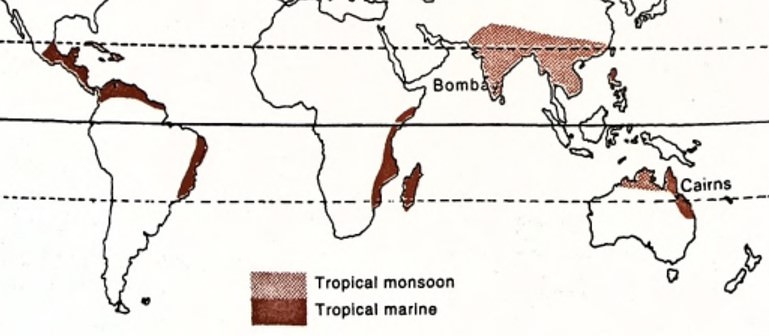 Bombay
Cairns
Tropical monsoon
Tropical marine